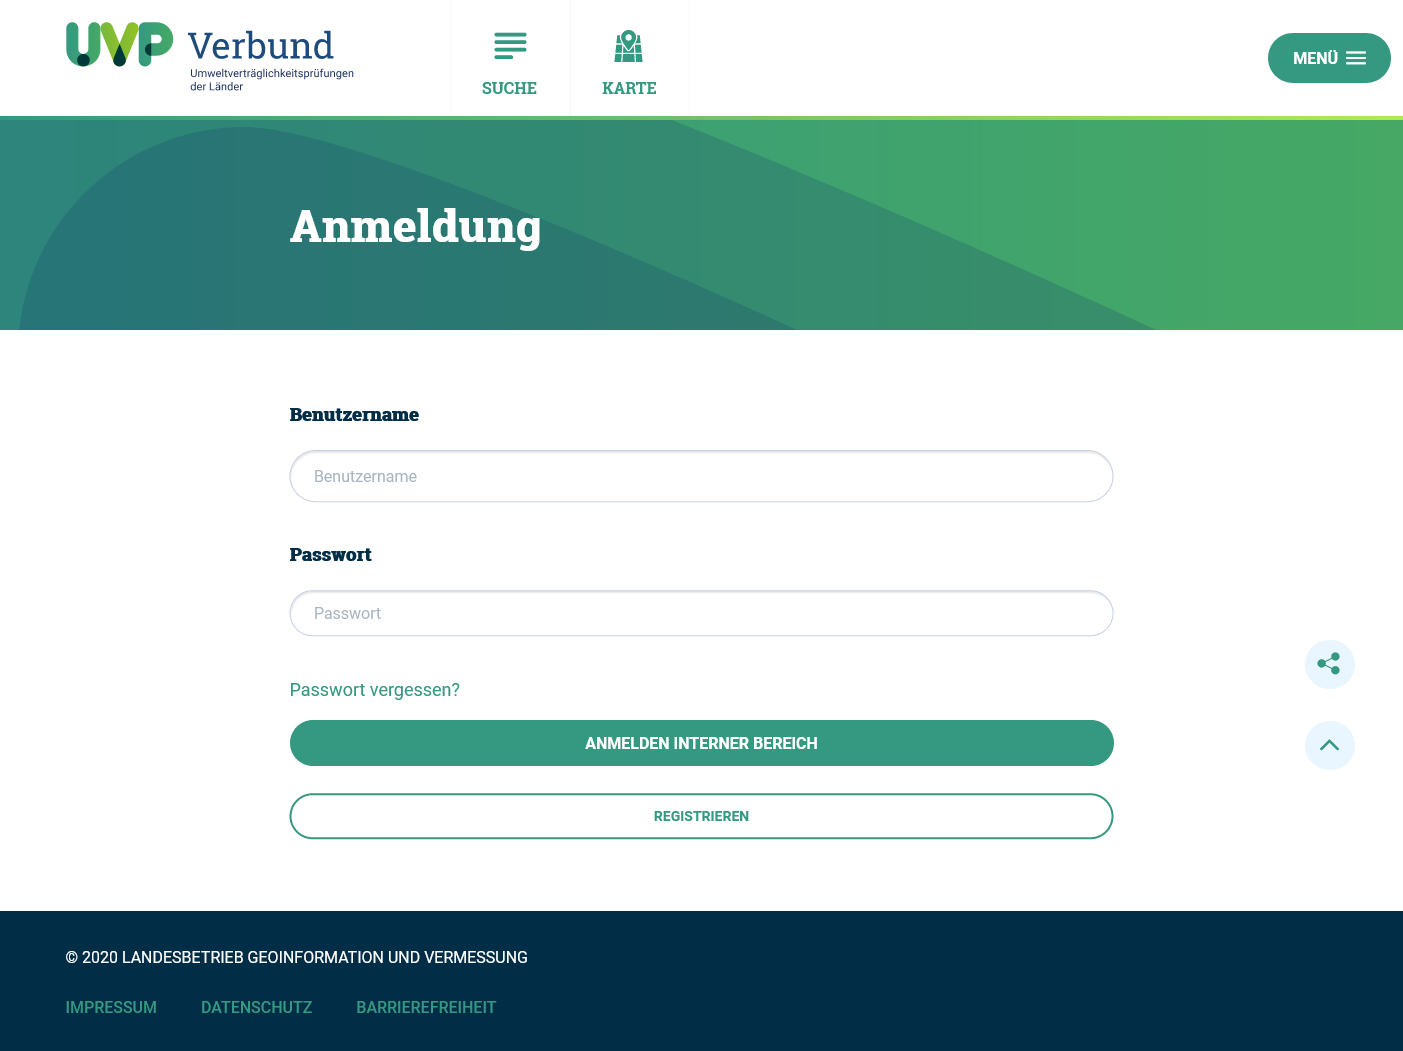 UVP Verbund
Umweltverträglichkeitsprüfungen
der Länder
SUCHE
KARTE
MENÜ
Anmeldung
Benutzername
Benutzername
Passwort
Passwort
Passwort vergessen?
ANMELDEN INTERNER BEREICH
REGISTRIEREN
© 2020 LANDESBETRIEB GEOINFORMATION UND VERMESSUNG
IMPRESSUM DATENSCHUTZ BARRIEREFREIHEIT